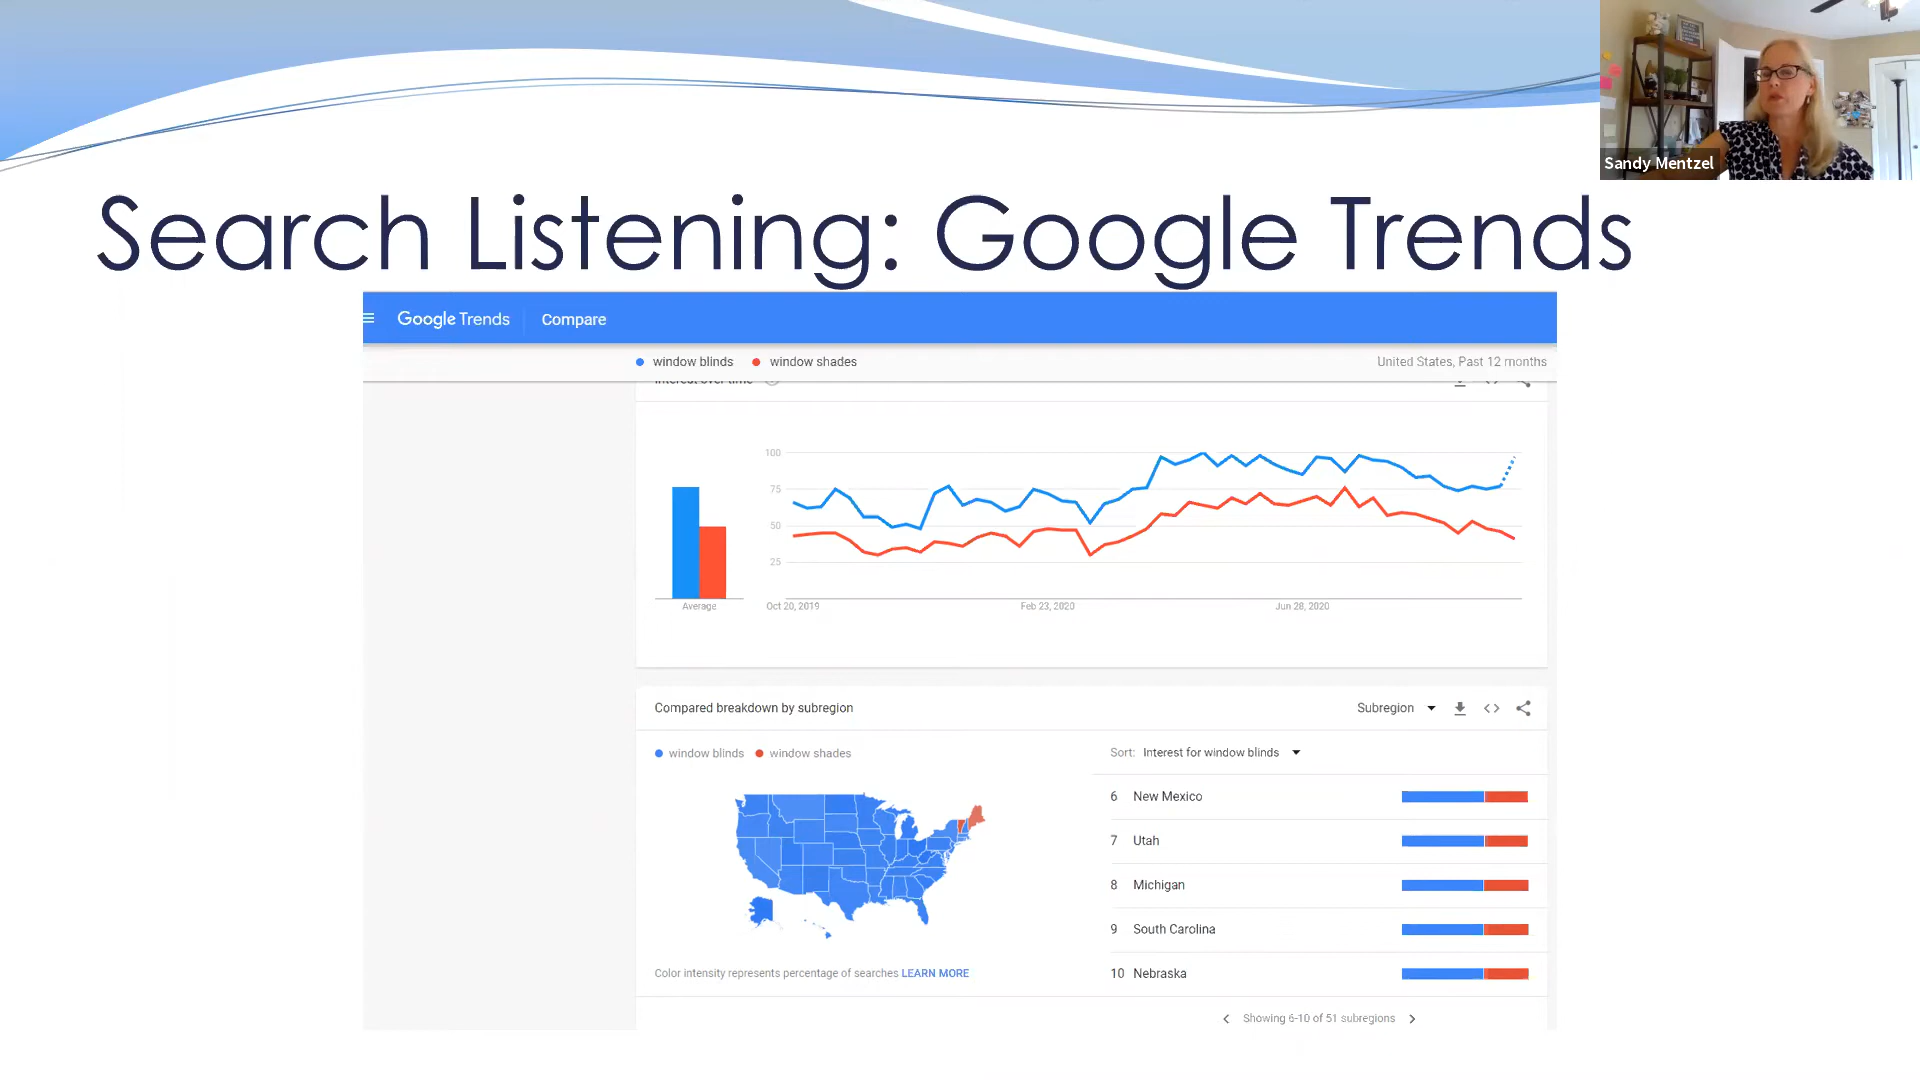 Sandy Mentzel
Search Listening: Google Trends
Google Trends Compare
window blinds window shades United States, Past 12 months
Interest over time
100
75
50
25
Average Oct 20, 2019 Feb 23, 2020 Jun 28, 2020
Compared breakdown by subregion Subregion
window blinds window shades Sort: Interest for window blinds
6 New Mexico
7 Utah
8 Michigan
9 South Carolina
10 Nebraska
Color intensity represents percentage of searches LEARN MORE
Showing 6-10 of 51 subregions